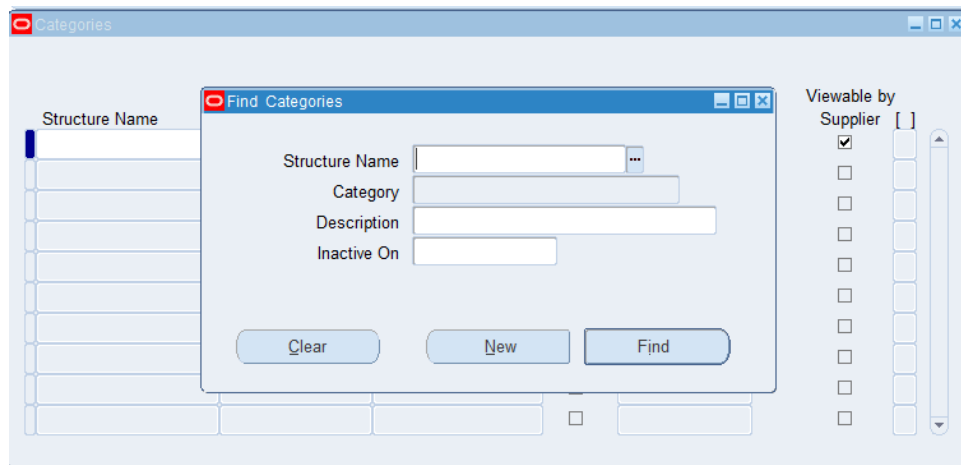 Categories
Find Categories
Viewable by
Structure Name
Supplier [ ]
Structure Name
...
Category
Description
Inactive On
Clear
New
Find